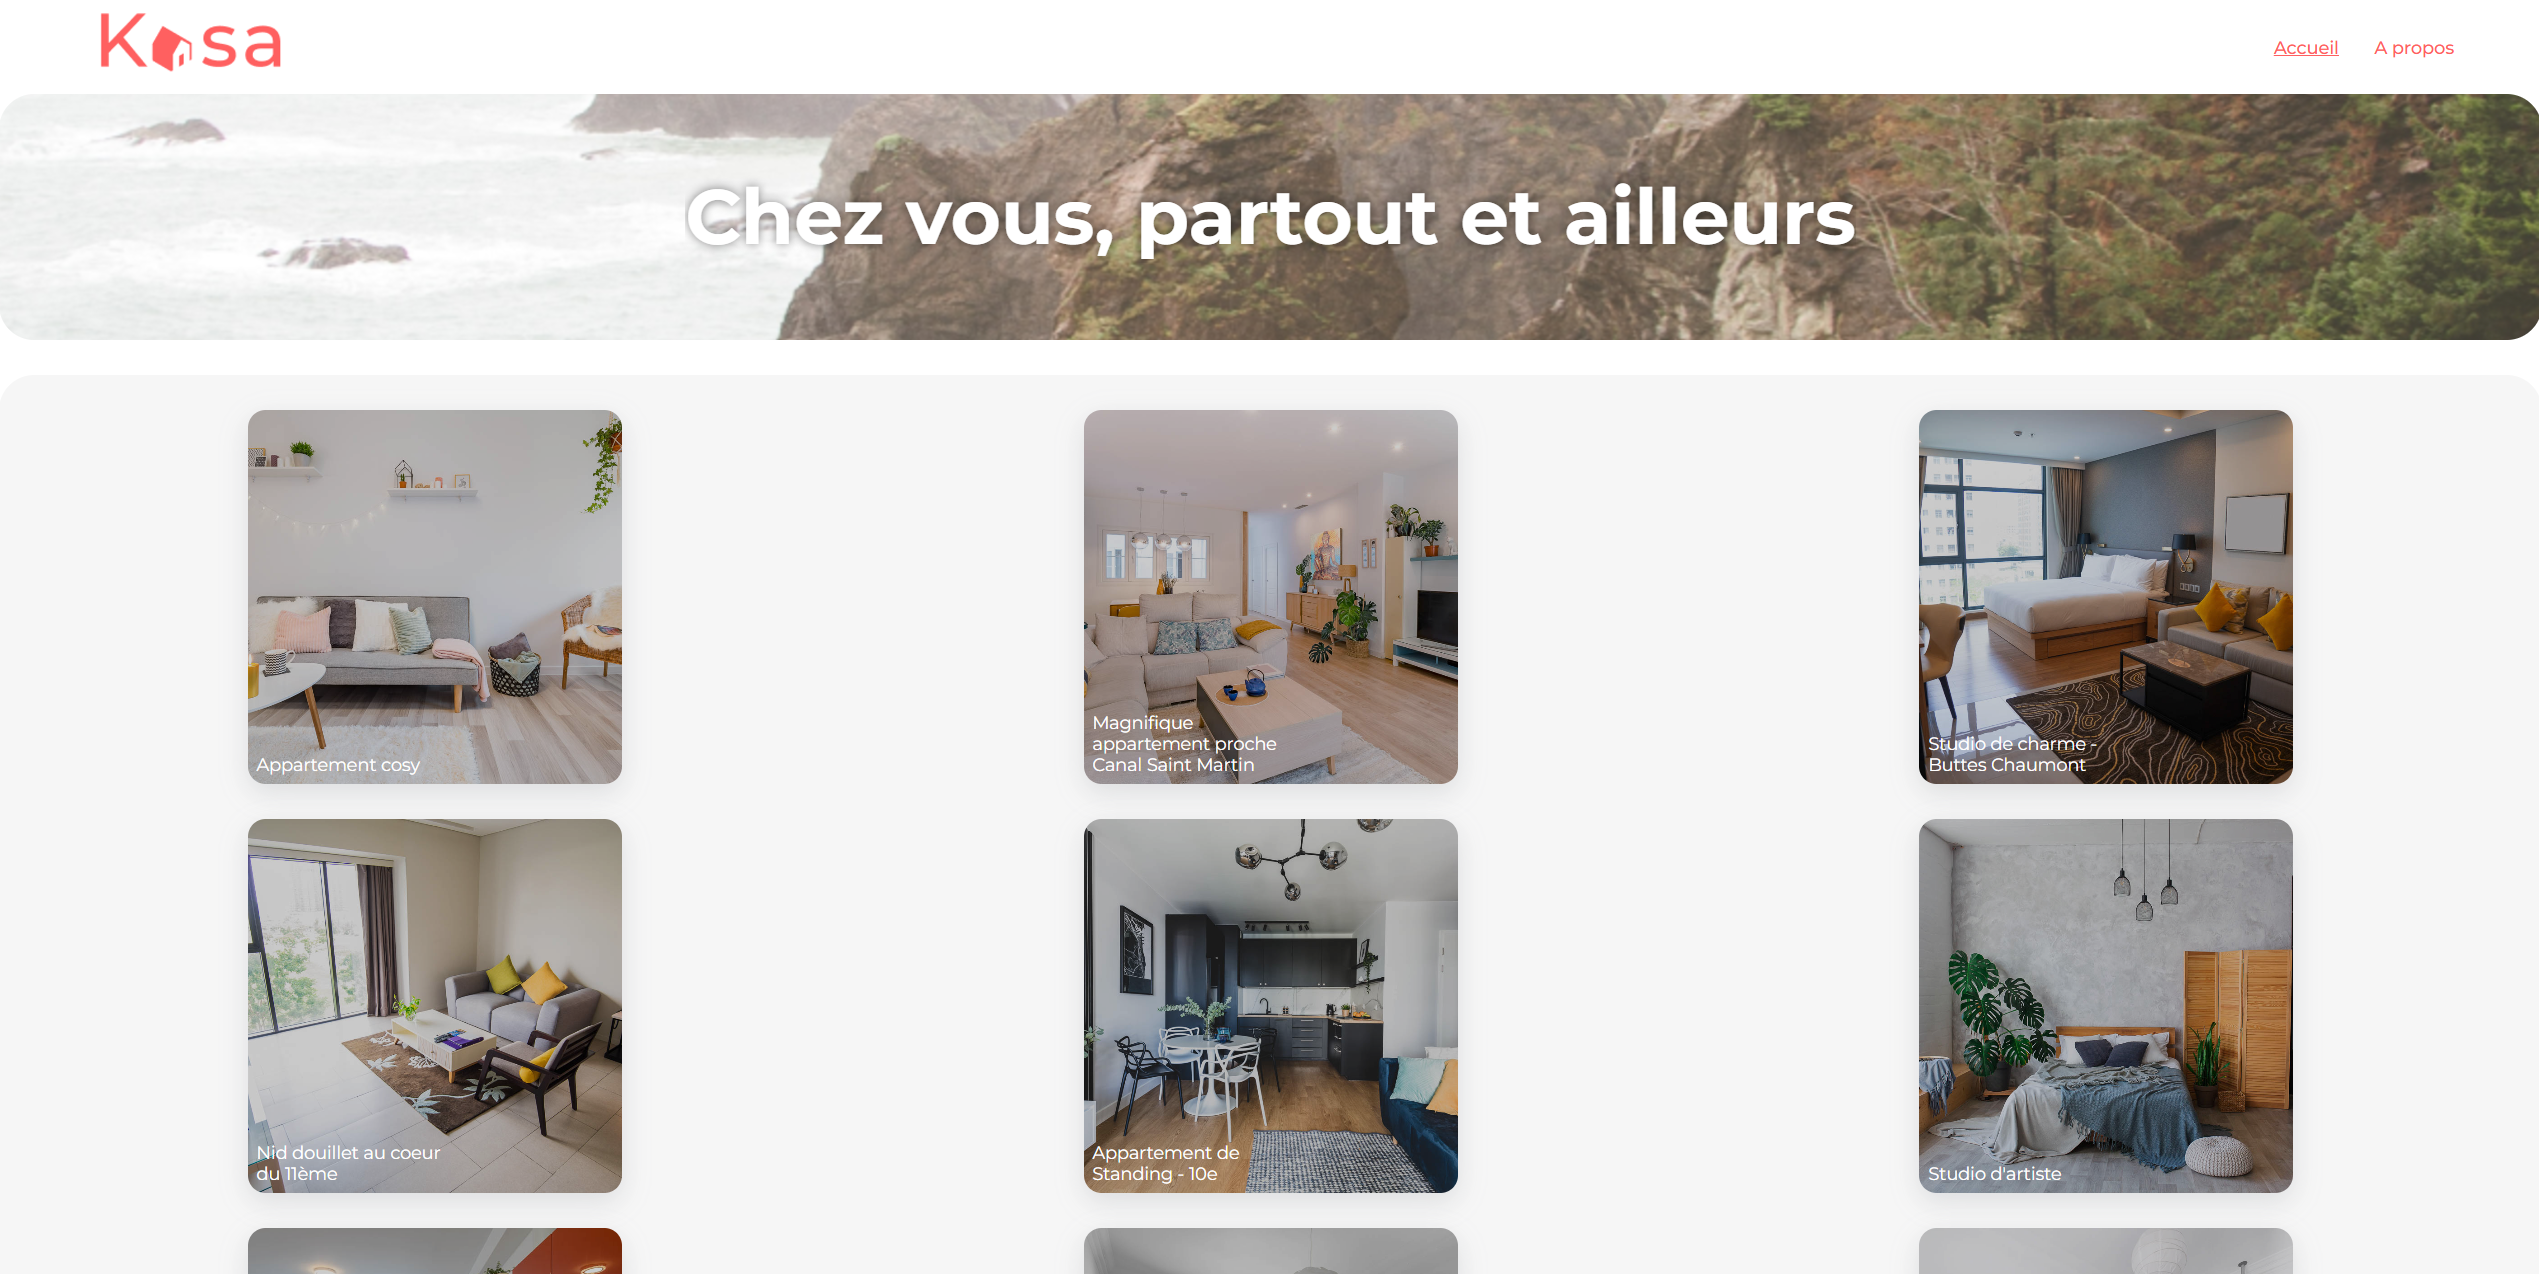 Kasa
Accueil A propos
Chez vous, partout et ailleurs
Appartement cosy
Magnifique
appartement proche
Canal Saint Martin
Studio de charme -
Buttes Chaumont
Nid douillet au coeur
du 11ème
Appartement de
Standing - 10e
Studio d'artiste